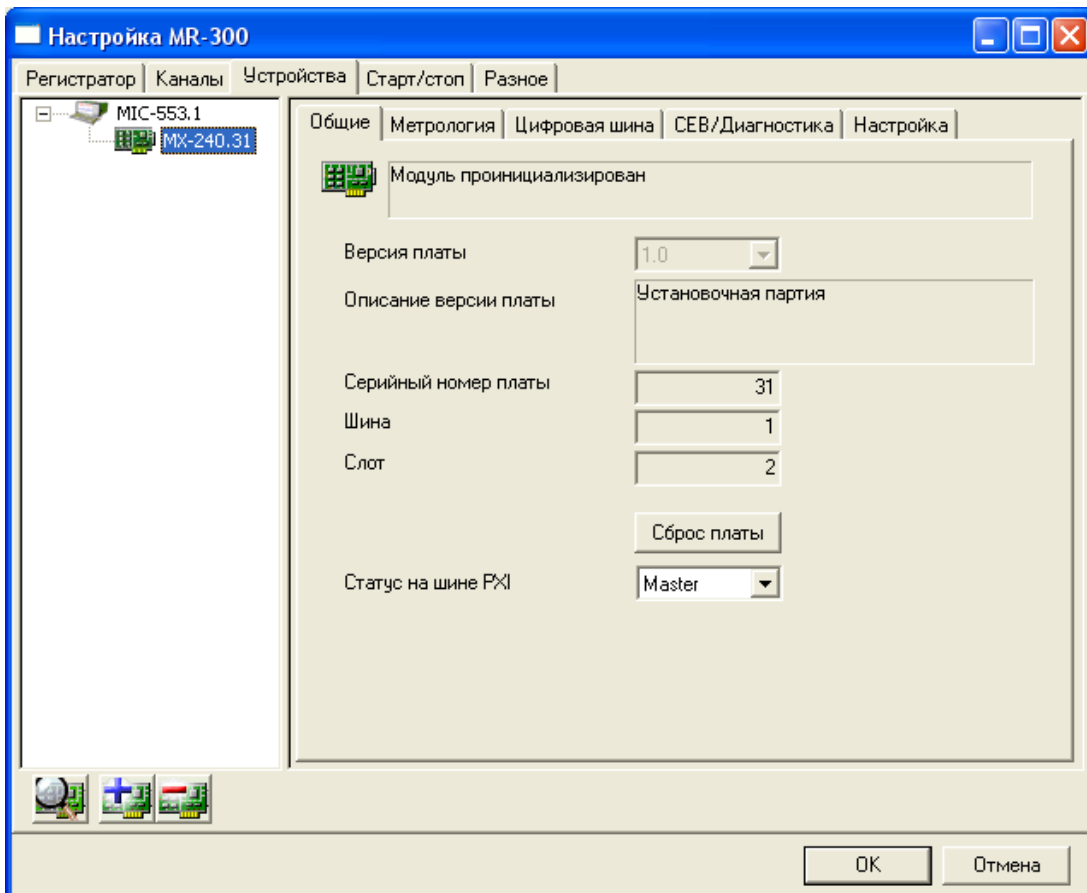 Настройка MR-300
Регистратор Каналы Устройства Старт/стоп Разное
MIC-553.1
MX-240.31
Общие Метрология Цифровая шина СЕВ/Диагностика Настройка
Модуль проинициализирован
Версия платы 1.0
Описание версии платы Установочная партия
Серийный номер платы 31
Шина 1
Слот 2
Сброс платы
Статус на шине PXI Master
OK Отмена